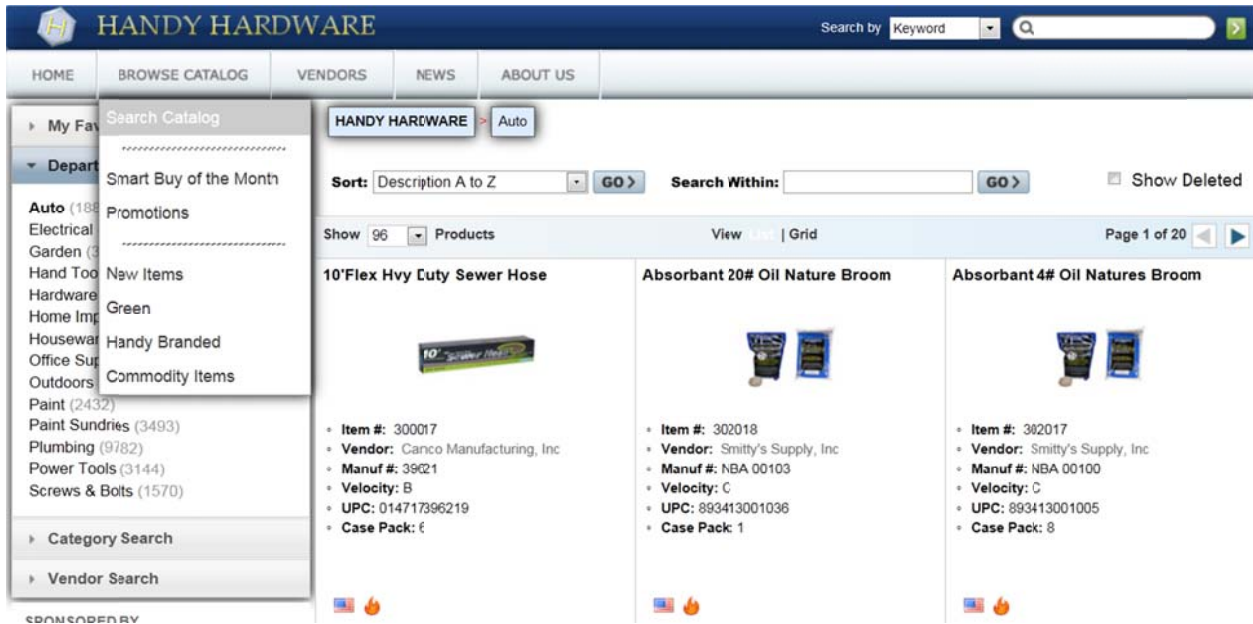 HANDY HARDWARE
Search by Keyword
HOME BROWSE CATALOG VENDORS NEWS ABOUT US
Search Catalog
Smart Buy of the Month
Promotions
New Items
Green
Handy Branded
Commodity Items
My Fav
Depart
Auto (188
Electrical
Garden (3
Hand Too
Hardware
Home Imp
Housewar
Office Sup
Outdoors
Paint (2432)
Paint Sundries (3493)
Plumbing (9782)
Power Tools (3144)
Screws & Bolts (1570)
Category Search
Vendor Search
SPONSORED BY
HANDY HARDWARE > Auto
Sort: Description A to Z GO > Search Within: GO > Show Deleted
Show 96 Products View List | Grid Page 1 of 20
10'Flex Hvy Duty Sewer Hose
10' Sewer Hose
Item #: 300017
Vendor: Canco Manufacturing, Inc
Manuf #: 39621
Velocity: B
UPC: 014717396219
Case Pack: 6
Absorbant 20# Oil Nature Broom
Item #: 302018
Vendor: Smitty's Supply, Inc
Manuf #: NBA 00103
Velocity: C
UPC: 893413001036
Case Pack: 1
Absorbant 4# Oil Natures Broom
Item #: 302017
Vendor: Smitty's Supply, Inc
Manuf #: NBA 00100
Velocity: C
UPC: 893413001005
Case Pack: 8